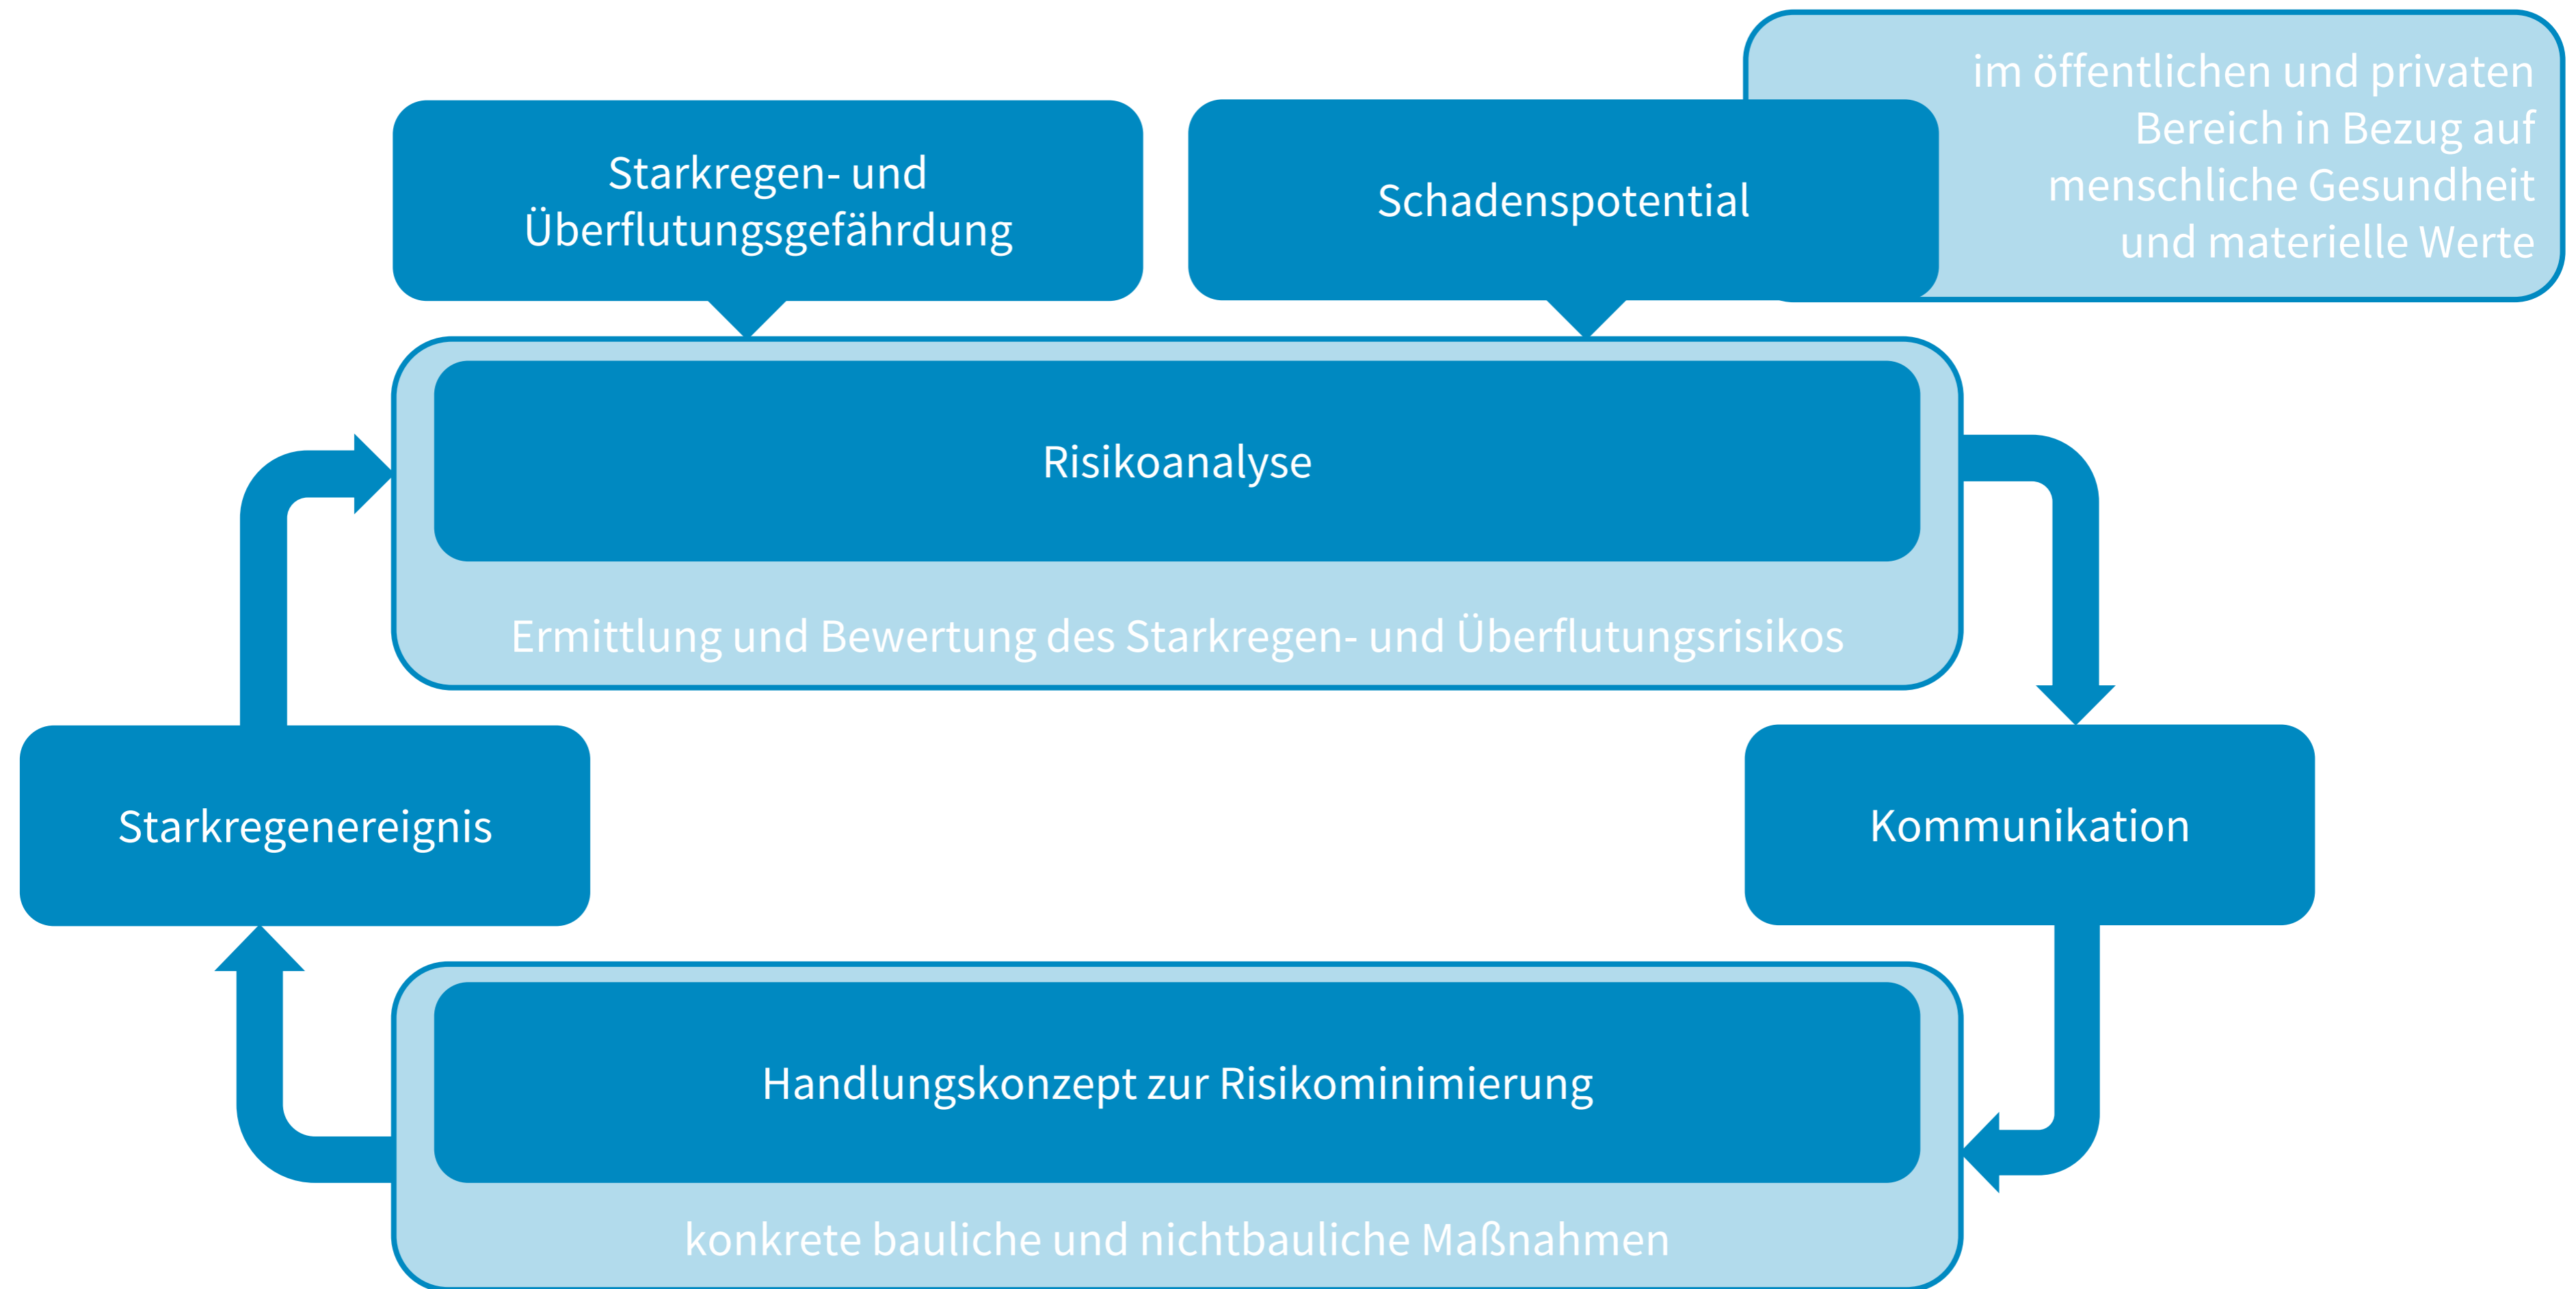 im öffentlichen und privaten
Bereich in Bezug auf
menschliche Gesundheit
und materielle Werte
Starkregen- und
Überflutungsgefährdung
Schadenspotential
Risikoanalyse
Ermittlung und Bewertung des Starkregen- und Überflutungsrisikos
Starkregenereignis
Kommunikation
Handlungskonzept zur Risikominimierung
konkrete bauliche und nichtbauliche Maßnahmen